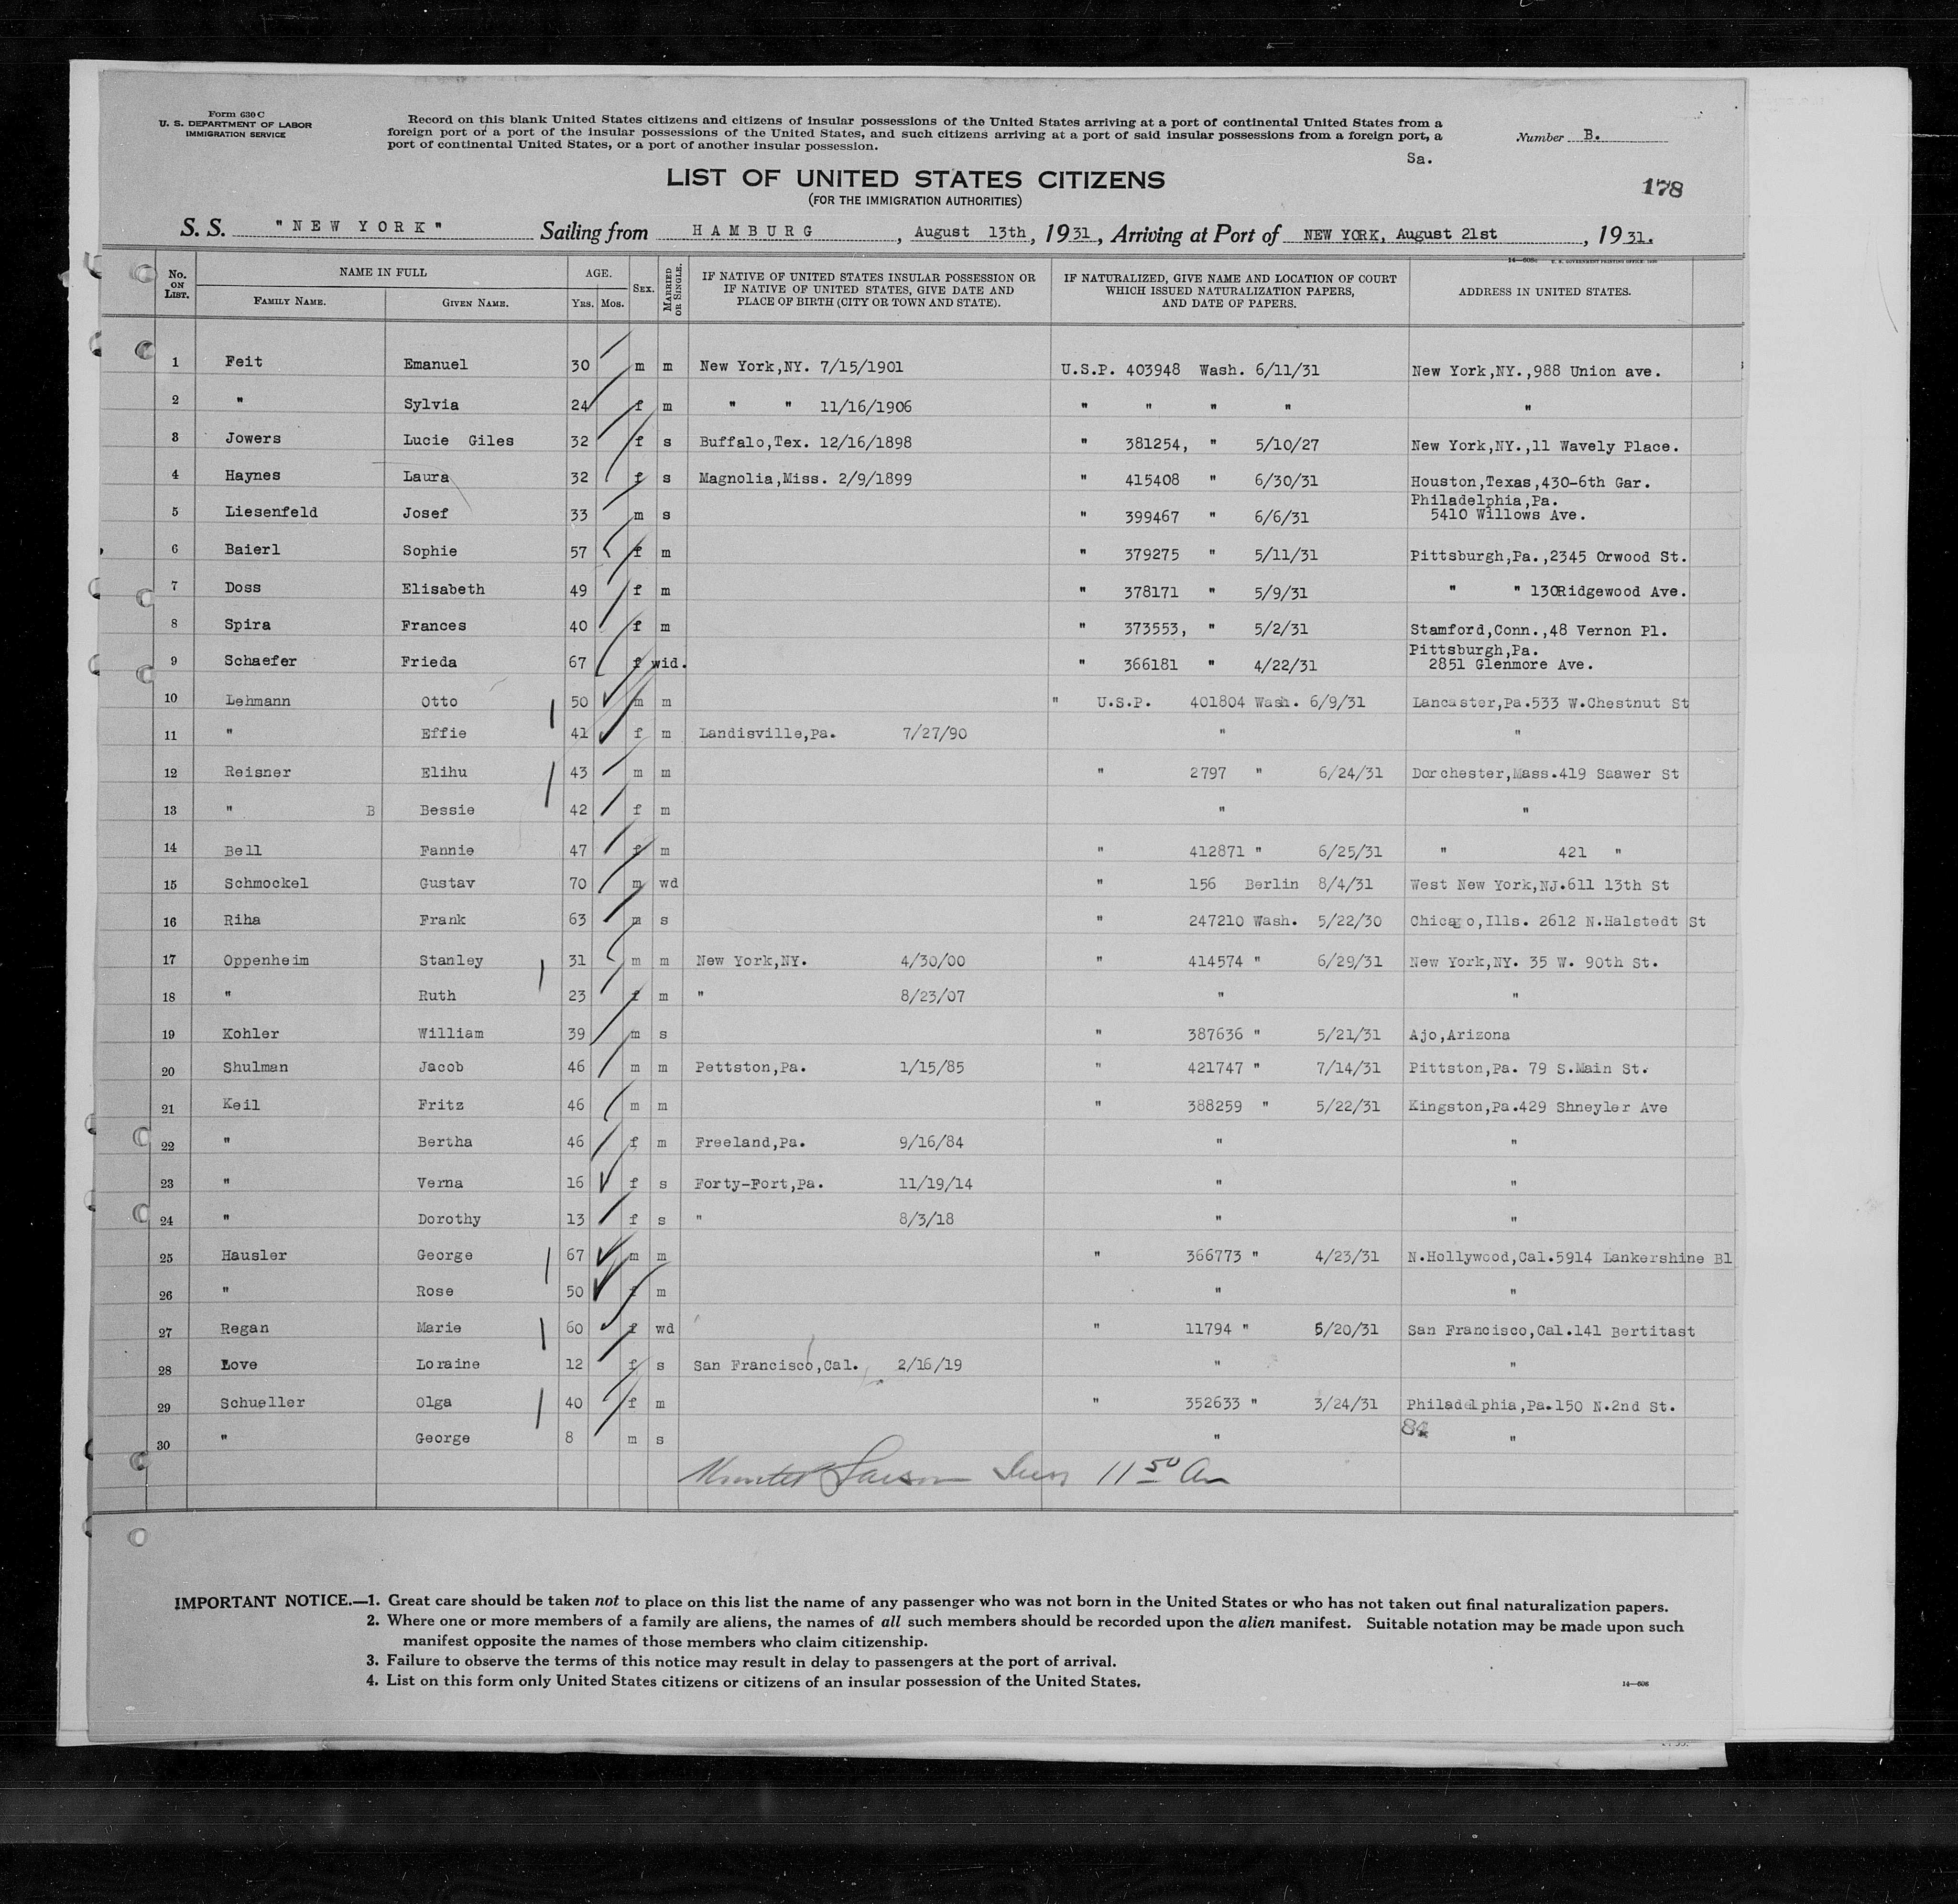 Form 630 C
U. S. DEPARTMENT OF LABOR
IMMIGRATION SERVICE
Record on this blank United States citizens and citizens of insular possessions of the United States arriving at a port of continental United States from a
foreign port or a port of the insular possessions of the United States, and such citizens arriving at a port of said insular possessions from a foreign port, a
port of continental United States, or a port of another insular possession.
Number B.
Sa.
178
LIST OF UNITED STATES CITIZENS
(FOR THE IMMIGRATION AUTHORITIES)
S. S. "NEW YORK" Sailing from HAMBURG, August 13th, 1931, Arriving at Port of NEW YORK, August 21st, 1931.
No. ON LIST. NAME IN FULL FAMILY NAME. GIVEN NAME. AGE. YRS. MOS. SEX. MARRIED OR SINGLE. IF NATIVE OF UNITED STATES INSULAR POSSESSION OR IF NATIVE OF UNITED STATES, GIVE DATE AND PLACE OF BIRTH (CITY OR TOWN AND STATE). IF NATURALIZED, GIVE NAME AND LOCATION OF COURT WHICH ISSUED NATURALIZATION PAPERS, AND DATE OF PAPERS. ADDRESS IN UNITED STATES.
1 Feit Emanuel 30 m m New York,NY. 7/15/1901 U.S.P. 403948 Wash. 6/11/31 New York,NY.,988 Union ave.
2 " Sylvia 24 f m " " 11/16/1906 " " " " "
3 Jowers Lucie Giles 32 f s Buffalo,Tex. 12/16/1898 " 381254, " 5/10/27 New York,NY.,11 Wavely Place.
4 Haynes Laura 32 f s Magnolia,Miss. 2/9/1899 " 415408 " 6/30/31 Houston,Texas,430-6th Gar.
5 Liesenfeld Josef 33 m s " 399467 " 6/6/31 Philadelphia,Pa. 5410 Willows Ave.
6 Baierl Sophie 57 f m " 379275 " 5/11/31 Pittsburgh,Pa.,2345 Orwood St.
7 Doss Elisabeth 49 f m " 378171 " 5/9/31 " " 130Ridgewood Ave.
8 Spira Frances 40 f m " 373553, " 5/2/31 Stamford,Conn.,48 Vernon Pl.
9 Schaefer Frieda 67 f wid. " 366181 " 4/22/31 Pittsburgh,Pa. 2851 Glenmore Ave.
10 Lehmann Otto 50 m m " U.S.P. 401804 Wash. 6/9/31 Lancaster,Pa.533 W.Chestnut St
11 " Effie 41 f m Landisville,Pa. 7/27/90 " "
12 Reisner Elihu 43 m m " 2797 " 6/24/31 Dorchester,Mass.419 Saawer St
13 " B Bessie 42 f m " "
14 Bell Fannie 47 f m " 412871 " 6/25/31 " 421 "
15 Schmockel Gustav 70 m wd " 156 Berlin 8/4/31 West New York,NJ.611 13th St
16 Riha Frank 63 m s " 247210 Wash. 5/22/30 Chicago,Ills. 2612 N.Halstedt St
17 Oppenheim Stanley 31 m m New York,NY. 4/30/00 " 414574 " 6/29/31 New York,NY. 35 W. 90th St.
18 " Ruth 23 f m " 8/23/07 " "
19 Kohler William 39 m s " 387636 " 5/21/31 Ajo,Arizona
20 Shulman Jacob 46 m m Pettston,Pa. 1/15/85 " 421747 " 7/14/31 Pittston,Pa. 79 S.Main St.
21 Keil Fritz 46 m m " 388259 " 5/22/31 Kingston,Pa.429 Shneyler Ave
22 " Bertha 46 f m Freeland,Pa. 9/16/84 " "
23 " Verna 16 f s Forty-Fort,Pa. 11/19/14 " "
24 " Dorothy 13 f s " 8/3/18 " "
25 Hausler George 67 m m " 366773 " 4/23/31 N.Hollywood,Cal.5914 Lankershine Bl
26 " Rose 50 f m " "
27 Regan Marie 60 f wd " 11794 " 5/20/31 San Francisco,Cal.141 Bertitast
28 Love Loraine 12 f s San Francisco,Cal. 2/16/19 " "
29 Schueller Olga 40 f m " 352633 " 3/24/31 Philadelphia,Pa.150 N.2nd St.
30 " George 8 m s " 84 "
11 50 Am
IMPORTANT NOTICE.—1. Great care should be taken not to place on this list the name of any passenger who was not born in the United States or who has not taken out final naturalization papers.
2. Where one or more members of a family are aliens, the names of all such members should be recorded upon the alien manifest. Suitable notation may be made upon such
manifest opposite the names of those members who claim citizenship.
3. Failure to observe the terms of this notice may result in delay to passengers at the port of arrival.
4. List on this form only United States citizens or citizens of an insular possession of the United States.
14—606